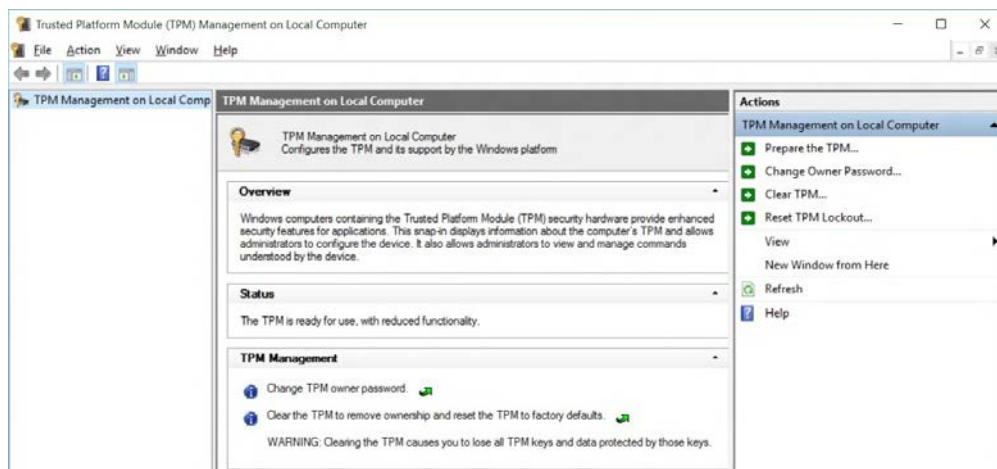 Trusted Platform Module (TPM) Management on Local Computer
File Action View Window Help
TPM Management on Local Comp
TPM Management on Local Computer
TPM Management on Local Computer
Configures the TPM and its support by the Windows platform
Overview
Windows computers containing the Trusted Platform Module (TPM) security hardware provide enhanced
security features for applications. This snap-in displays information about the computer's TPM and allows
administrators to configure the device. It also allows administrators to view and manage commands
understood by the device.
Status
The TPM is ready for use, with reduced functionality.
TPM Management
Change TPM owner password.
Clear the TPM to remove ownership and reset the TPM to factory defaults.
WARNING: Clearing the TPM causes you to lose all TPM keys and data protected by those keys.
Actions
TPM Management on Local Computer
Prepare the TPM...
Change Owner Password...
Clear TPM...
Reset TPM Lockout...
View
New Window from Here
Refresh
Help